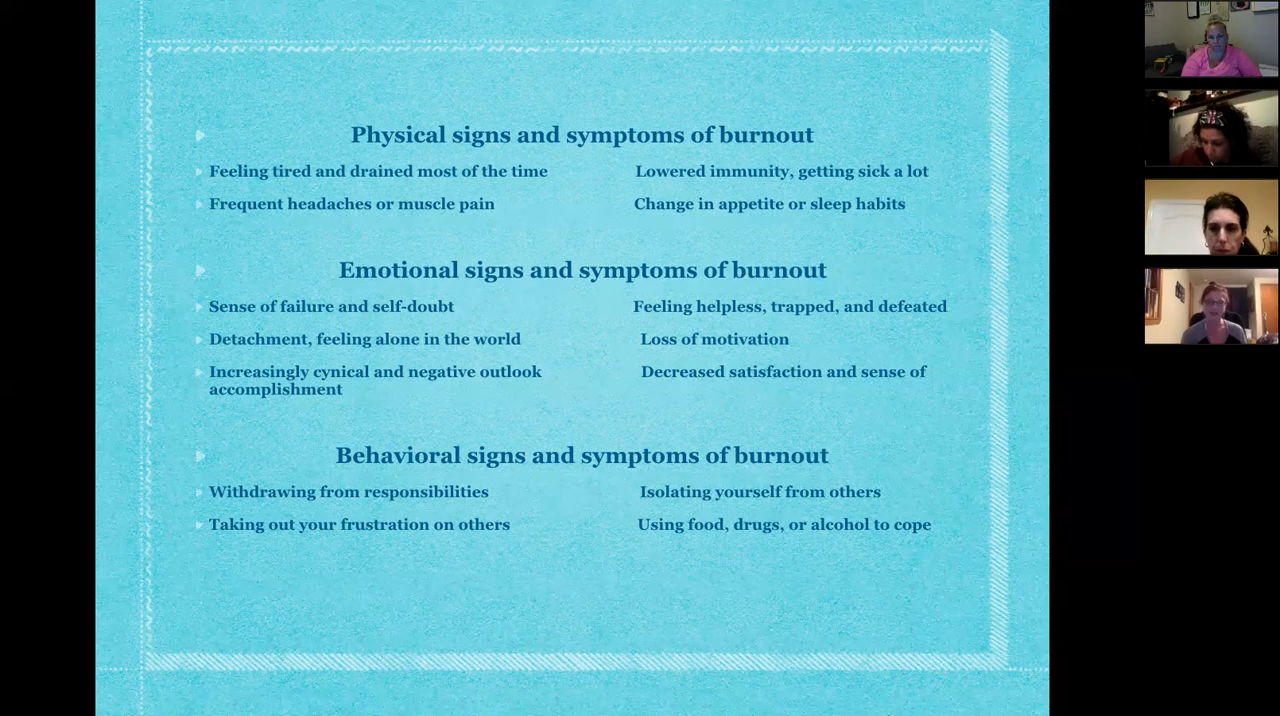 Physical signs and symptoms of burnout
Feeling tired and drained most of the time Lowered immunity, getting sick a lot
Frequent headaches or muscle pain Change in appetite or sleep habits
Emotional signs and symptoms of burnout
Sense of failure and self-doubt Feeling helpless, trapped, and defeated
Detachment, feeling alone in the world Loss of motivation
Increasingly cynical and negative outlook Decreased satisfaction and sense of
accomplishment
Behavioral signs and symptoms of burnout
Withdrawing from responsibilities Isolating yourself from others
Taking out your frustration on others Using food, drugs, or alcohol to cope